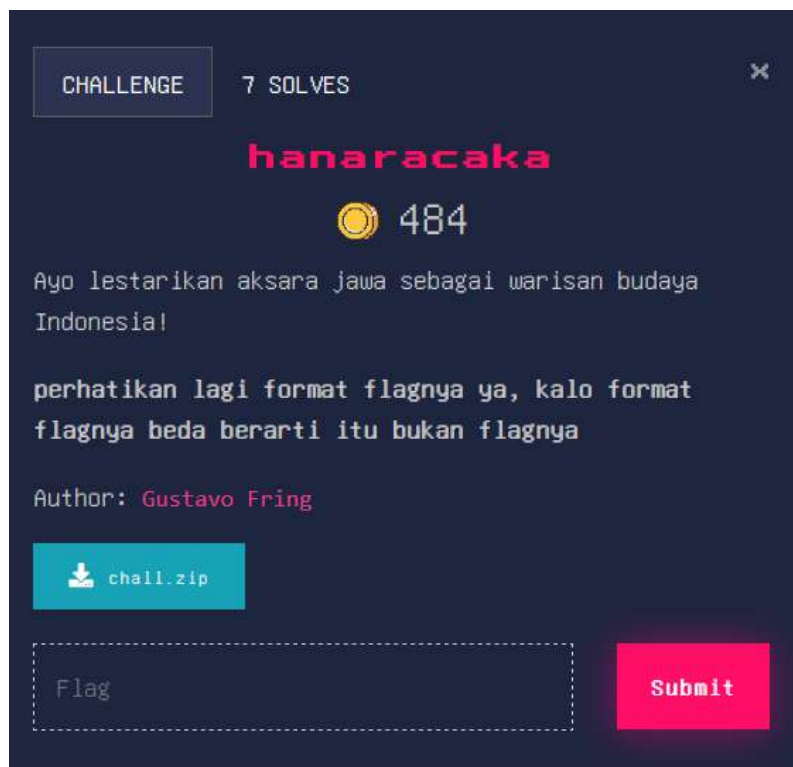 CHALLENGE 7 SOLVES ×
hanaracaka
484
Ayo lestarikan aksara jawa sebagai warisan budaya
Indonesia!
perhatikan lagi format flagnya ya, kalo format
flagnya beda berarti itu bukan flagnya
Author: Gustavo Fring
chall.zip
Flag Submit